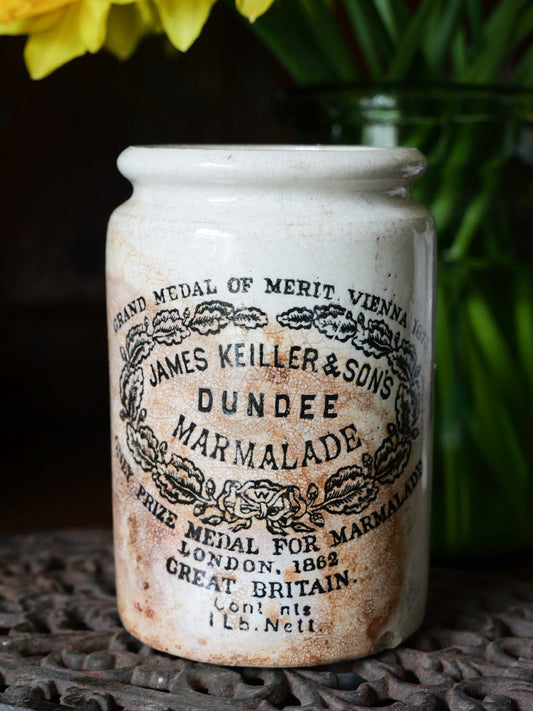 GRAND MEDAL OF MERIT. VIENNA 187
JAMES KEILLER & SON'S
DUNDEE
MARMALADE
ONLY PRIZE MEDAL FOR MARMALADE
LONDON, 1862
GREAT BRITAIN.
Cont nts
1 Lb. Nett.